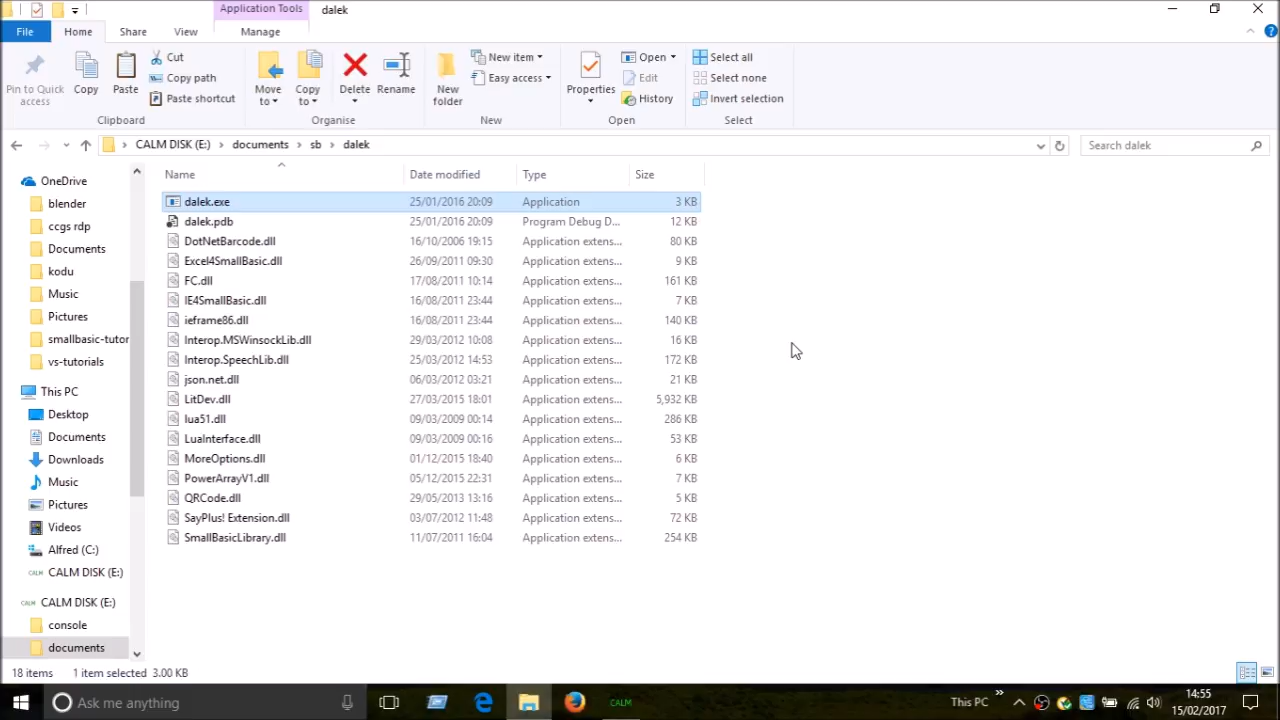 Application Tools
dalek
File
Home
Share
View
Manage
Pin to Quick
access
Copy
Paste
Cut
Copy path
Paste shortcut
Clipboard
Move
to
Copy
to
Delete
Rename
Organise
New
folder
New item
Easy access
New
Properties
Open
Edit
History
Open
Select all
Select none
Invert selection
Select
CALM DISK (E:) documents sb dalek
Search dalek
OneDrive
blender
ccgs rdp
Documents
kodu
Music
Pictures
smallbasic-tutor
vs-tutorials
This PC
Desktop
Documents
Downloads
Music
Pictures
Videos
Alfred (C:)
CALM CALM DISK (E:)
CALM CALM DISK (E:)
console
documents
Name Date modified Type Size
dalek.exe 25/01/2016 20:09 Application 3 KB
dalek.pdb 25/01/2016 20:09 Program Debug D... 12 KB
DotNetBarcode.dll 16/10/2006 19:15 Application extens... 80 KB
Excel4SmallBasic.dll 26/09/2011 09:30 Application extens... 9 KB
FC.dll 17/08/2011 10:14 Application extens... 161 KB
IE4SmallBasic.dll 16/08/2011 23:44 Application extens... 7 KB
ieframe86.dll 16/08/2011 23:44 Application extens... 140 KB
Interop.MSWinsockLib.dll 29/03/2012 10:08 Application extens... 16 KB
Interop.SpeechLib.dll 25/03/2012 14:53 Application extens... 172 KB
json.net.dll 06/03/2012 03:21 Application extens... 21 KB
LitDev.dll 27/03/2015 18:01 Application extens... 5,932 KB
lua51.dll 09/03/2009 00:14 Application extens... 286 KB
LuaInterface.dll 09/03/2009 00:16 Application extens... 53 KB
MoreOptions.dll 01/12/2015 18:40 Application extens... 6 KB
PowerArrayV1.dll 05/12/2015 22:31 Application extens... 7 KB
QRCode.dll 29/05/2013 13:16 Application extens... 5 KB
SayPlus! Extension.dll 03/07/2012 11:48 Application extens... 72 KB
SmallBasicLibrary.dll 11/07/2011 16:04 Application extens... 254 KB
18 items 1 item selected 3.00 KB
Ask me anything
CALM
This PC
14:55
15/02/2017